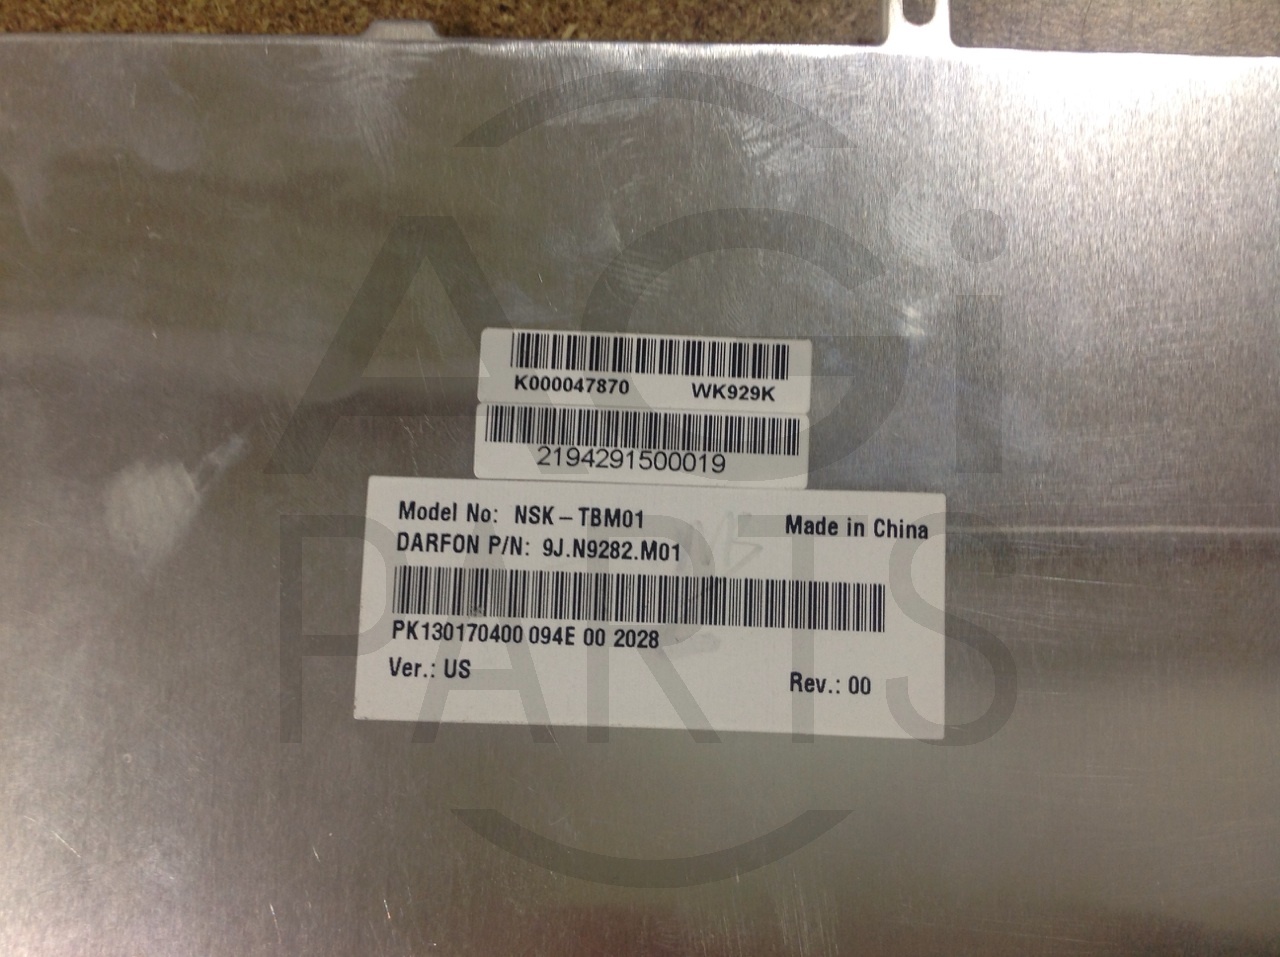 K000047870 WK929K
2194291500019
Model No: NSK-TBM01 Made in China
DARFON P/N: 9J.N9282.M01
PK130170400 094E 00 2028
Ver.: US Rev.: 00
AGi
PARTS